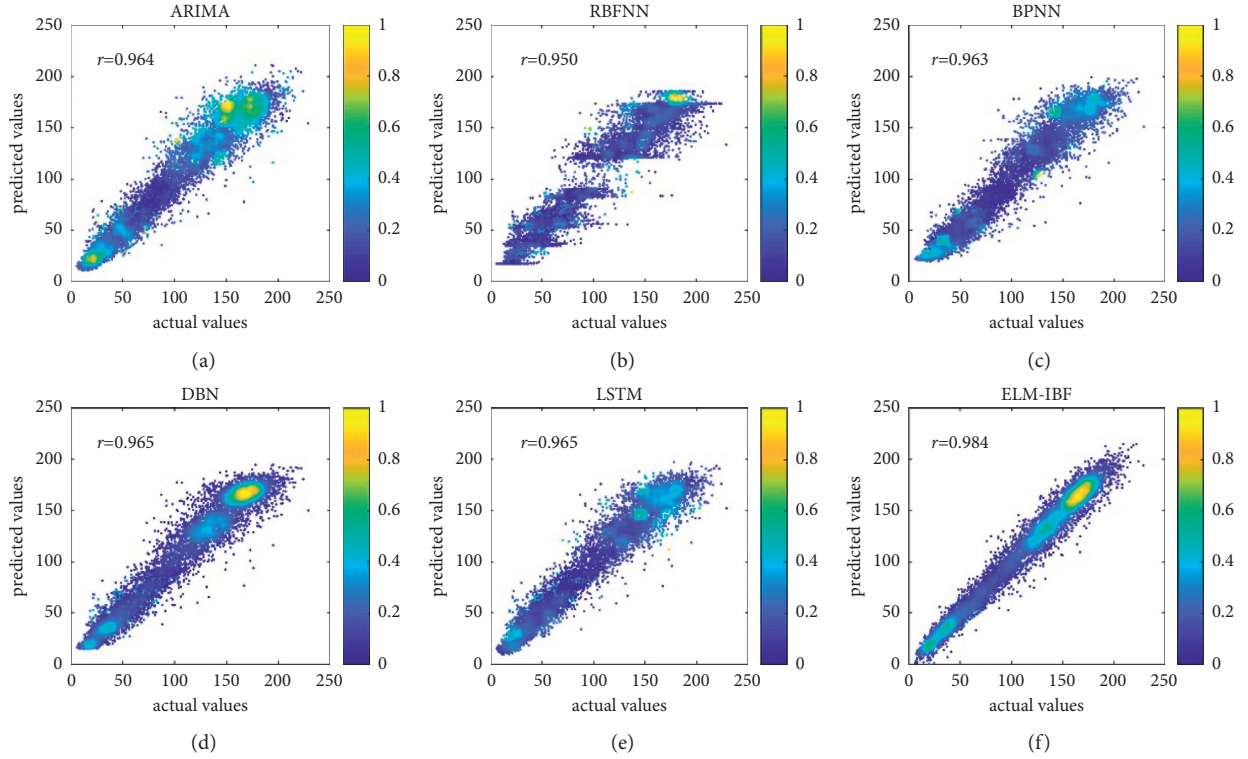 ARIMA
r=0.964
predicted values
250
200
150
100
50
0
0 50 100 150 200 250
actual values
1
0.8
0.6
0.4
0.2
0
(a)
RBFNN
r=0.950
predicted values
250
200
150
100
50
0
0 50 100 150 200 250
actual values
1
0.8
0.6
0.4
0.2
0
(b)
BPNN
r=0.963
predicted values
250
200
150
100
50
0
0 50 100 150 200 250
actual values
1
0.8
0.6
0.4
0.2
0
(c)
DBN
r=0.965
predicted values
250
200
150
100
50
0
0 50 100 150 200 250
actual values
1
0.8
0.6
0.4
0.2
0
(d)
LSTM
r=0.965
predicted values
250
200
150
100
50
0
0 50 100 150 200 250
actual values
1
0.8
0.6
0.4
0.2
0
(e)
ELM-IBF
r=0.984
predicted values
250
200
150
100
50
0
0 50 100 150 200 250
actual values
1
0.8
0.6
0.4
0.2
0
(f)